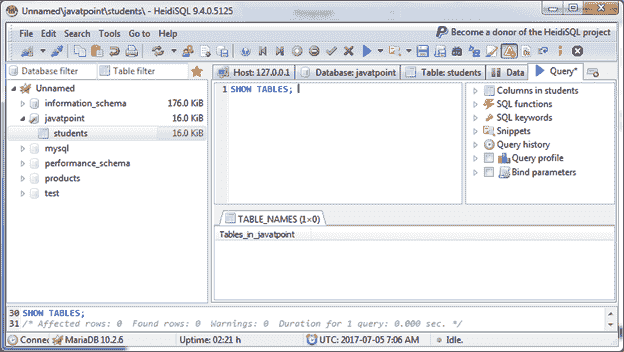 Unnamed\javatpoint\students\ - HeidiSQL 9.4.0.5125
File Edit Search Tools Go to Help
Become a donor of the HeidiSQL project
Database filter
Table filter
Host: 127.0.0.1
Database: javatpoint
Table: students
Data
Query*
Unnamed
information_schema 176.0 KiB
javatpoint 16.0 KiB
students 16.0 KiB
mysql
performance_schema
products
test
1 SHOW TABLES;
Columns in students
SQL functions
SQL keywords
Snippets
Query history
Query profile
Bind parameters
TABLE_NAMES (1×0)
Tables_in_javatpoint
30 SHOW TABLES;
31 /* Affected rows: 0 Found rows: 0 Warnings: 0 Duration for 1 query: 0.000 sec. */
Connec
MariaDB 10.2.6
Uptime: 02:21 h
UTC: 2017-07-05 7:06 AM
Idle.